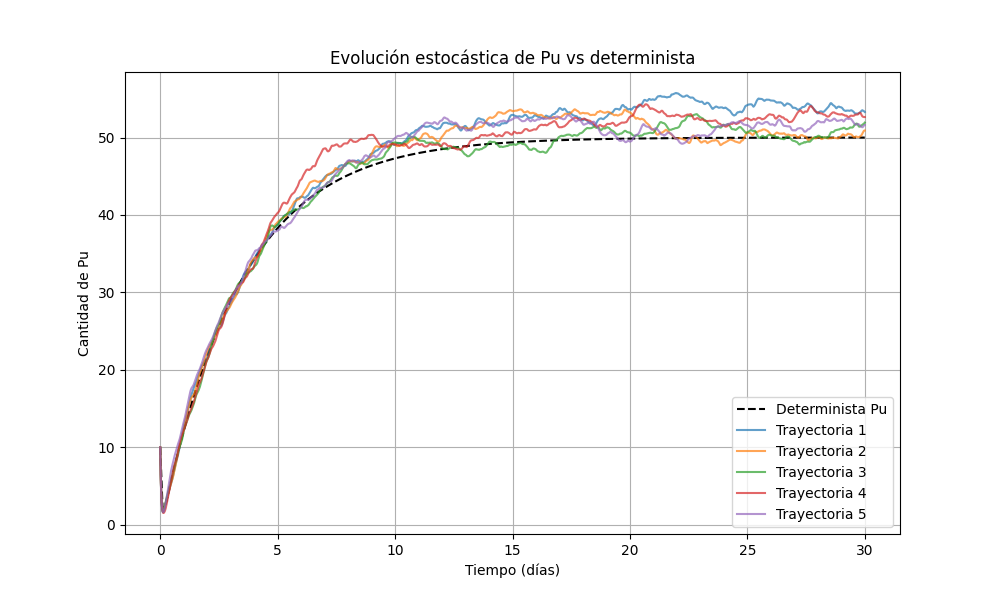 Evolución estocástica de Pu vs determinista
Cantidad de Pu
50
40
30
20
10
0
0 5 10 15 20 25 30
Tiempo (días)
Determinista Pu
Trayectoria 1
Trayectoria 2
Trayectoria 3
Trayectoria 4
Trayectoria 5